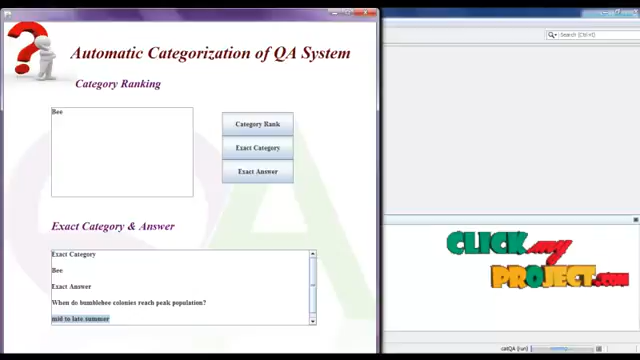 Automatic Categorization of QA System
Category Ranking
Bee
Category Rank
Exact Category
Exact Answer
Exact Category & Answer
Exact Category
Bee
Exact Answer
When do bumblebee colonies reach peak population?
mid to late summer
Search (Ctrl+I)
CLICK my
PROJECT.COM
catQA (run)